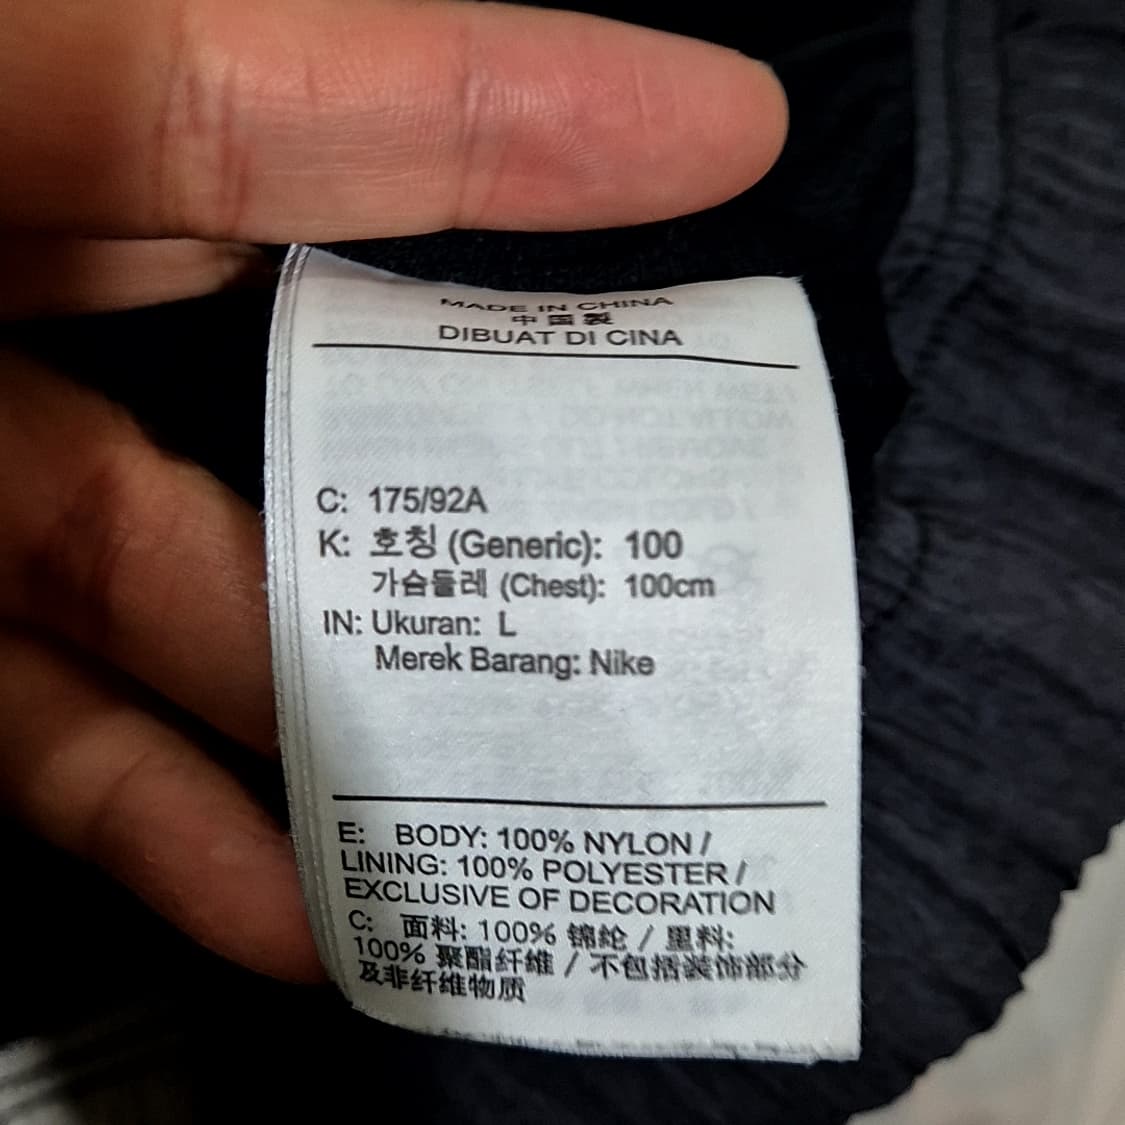 MADE IN CHINA
中国製
DIBUAT DI CINA
C: 175/92A
K: 호칭 (Generic): 100
가슴둘레 (Chest): 100cm
IN: Ukuran: L
Merek Barang: Nike
E: BODY: 100% NYLON /
LINING: 100% POLYESTER /
EXCLUSIVE OF DECORATION
C: 面料: 100% 锦纶 / 里料:
100% 聚酯纤维 / 不包括装饰部分
及非纤维物质